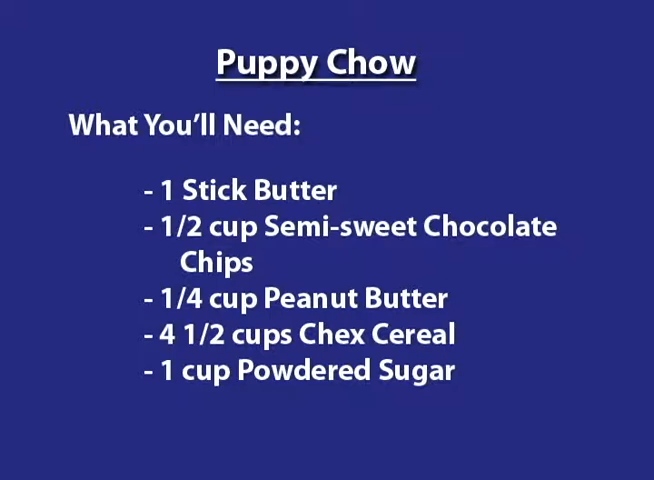 Puppy Chow
What You'll Need:
- 1 Stick Butter
- 1/2 cup Semi-sweet Chocolate
Chips
- 1/4 cup Peanut Butter
- 4 1/2 cups Chex Cereal
- 1 cup Powdered Sugar